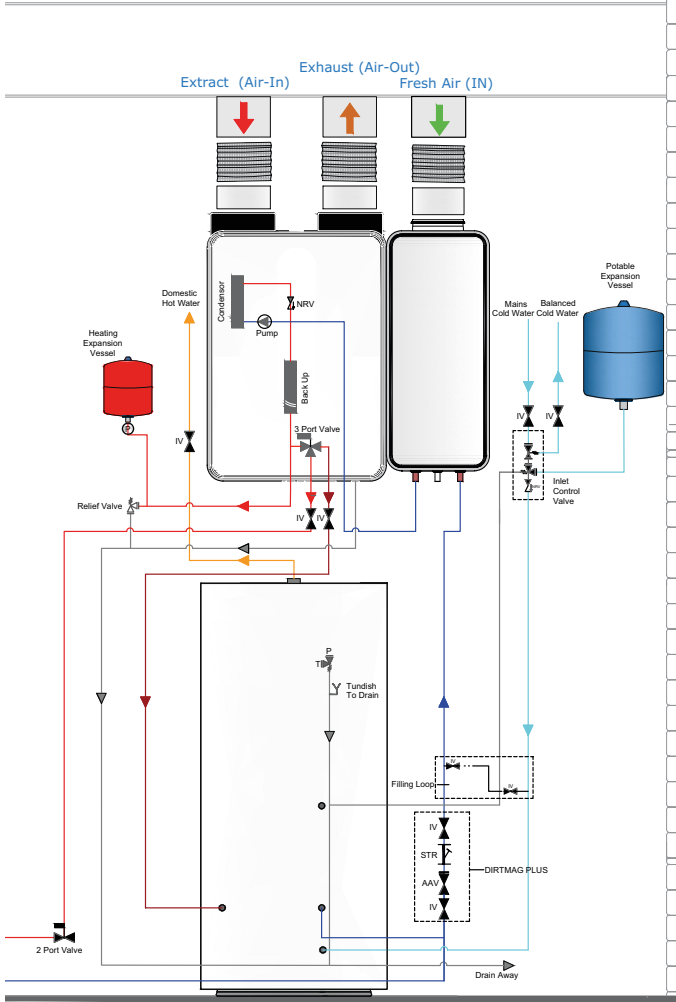 Exhaust (Air-Out)
Extract (Air-In)
Fresh Air (IN)
Potable
Expansion
Vessel
Domestic
Hot Water
Condensor
NRV
Mains
Cold Water
Balanced
Cold Water
Pump
Heating
Expansion
Vessel
Back Up
P
3 Port Valve
IV
IV
IV
NRV
Inlet
Control
Valve
Relief Valve
IV
IV
P
T
Tundish
To Drain
IV
Filling Loop
IV
IV
STR
DIRTMAG PLUS
AAV
IV
2 Port Valve
Drain Away